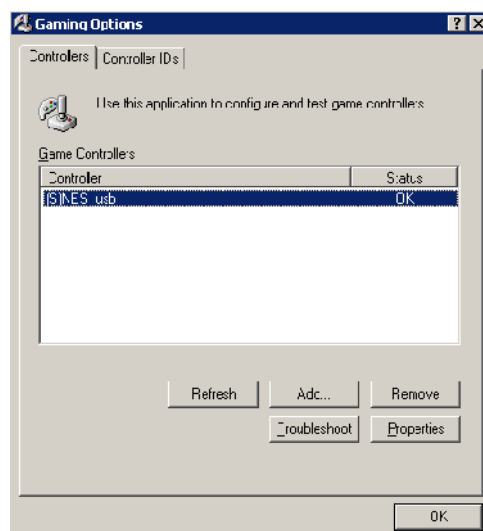 Gaming Options
Controllers Controller IDs
Use this application to configure and test game controllers
Game Controllers
Controller Status
(S)NES usb OK
Refresh Add... Remove
Troubleshoot Properties
OK